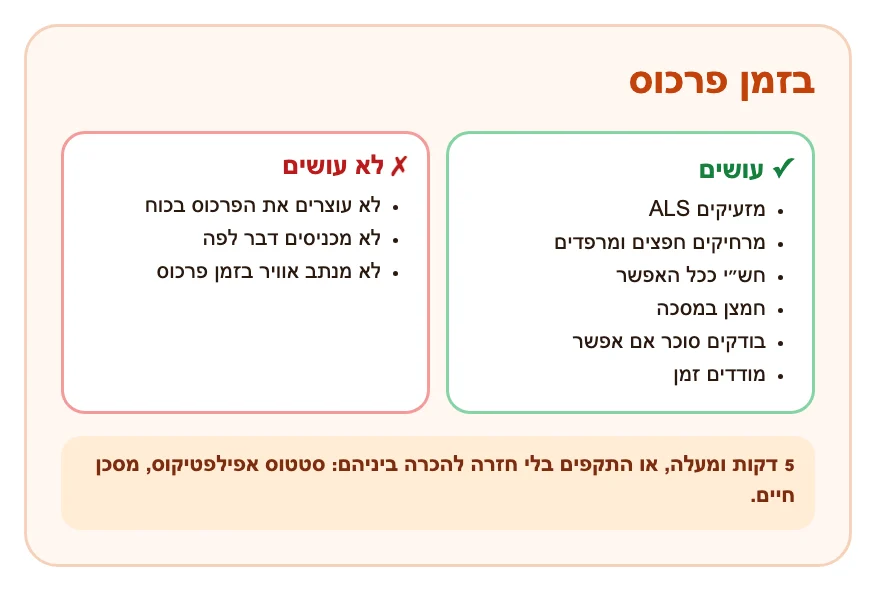 בזמן פרכוס
✓ עושים
• מזעיקים ALS
• מרחיקים חפצים ומרפדים
• חש״י ככל האפשר
• חמצן במסכה
• בודקים סוכר אם אפשר
• מודדים זמן
✗ לא עושים
• לא עוצרים את הפרכוס בכוח
• לא מכניסים דבר לפה
• לא מנתב אוויר בזמן פרכוס
5 דקות ומעלה, או התקפים בלי חזרה להכרה ביניהם: סטטוס אפילפטיקוס, מסכן
חיים.